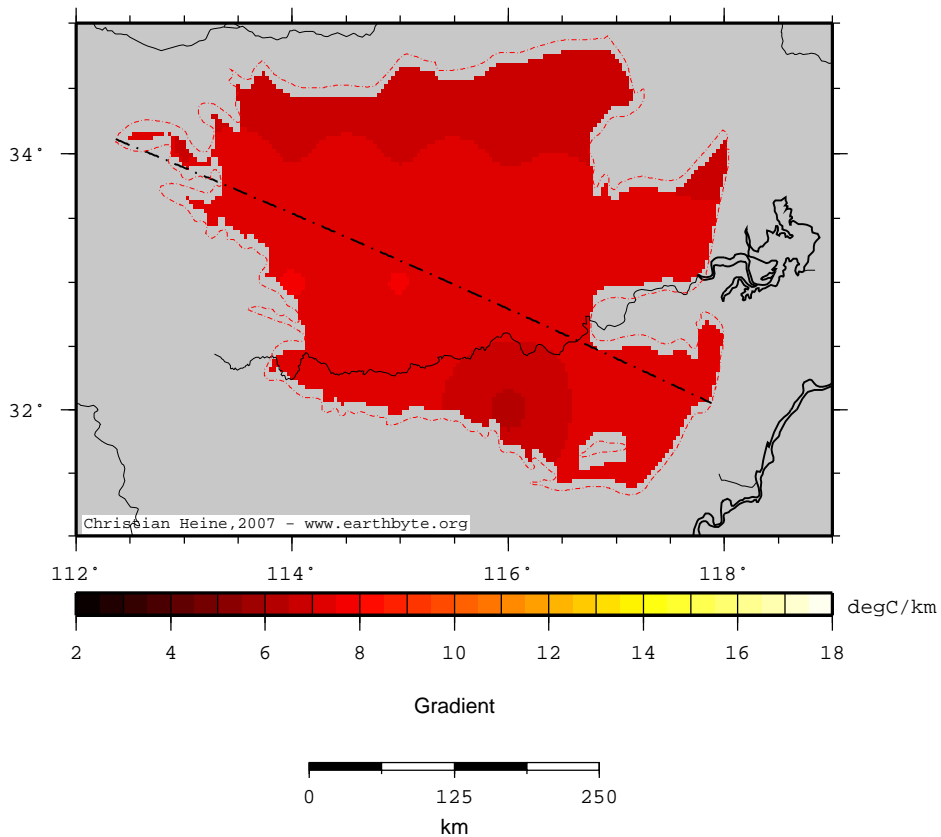 34°
32°
Christian Heine,2007 - www.earthbyte.org
112° 114° 116° 118°
degC/km
2 4 6 8 10 12 14 16 18
Gradient
0 125 250
km